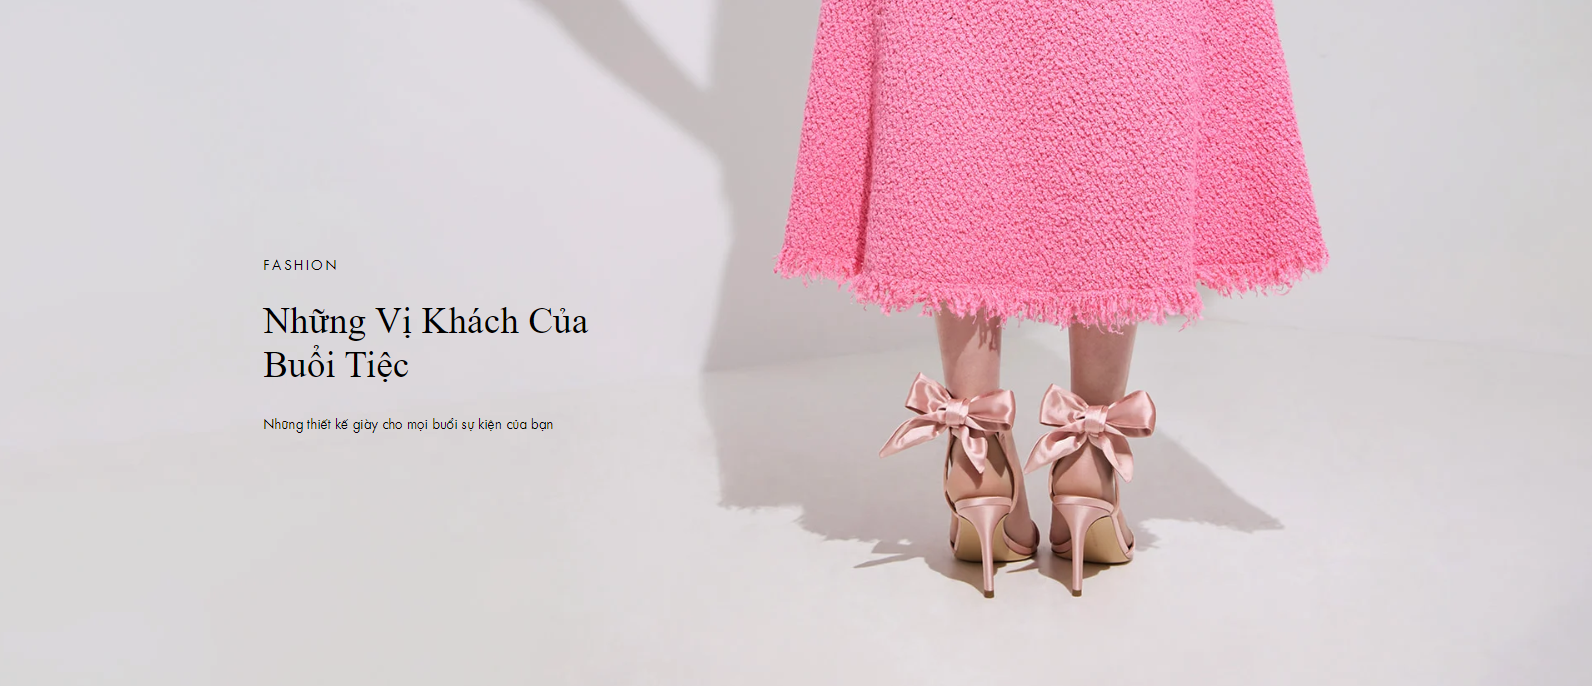 FASHION
Những Vị Khách Của
Buổi Tiệc
Những thiết kế giày cho mọi buổi sự kiện của bạn